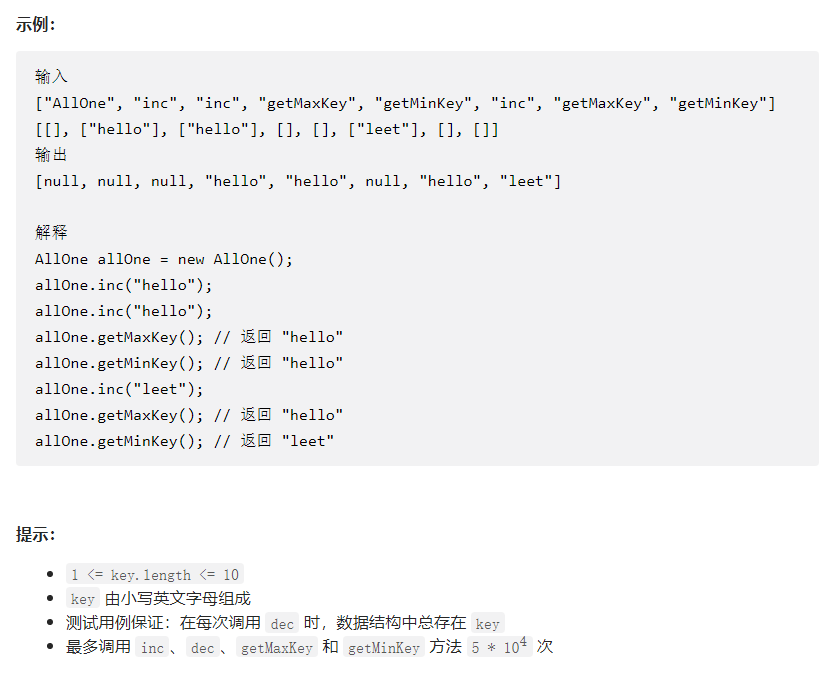 示例：
输入
["AllOne", "inc", "inc", "getMaxKey", "getMinKey", "inc", "getMaxKey", "getMinKey"]
[[], ["hello"], ["hello"], [], [], ["leet"], [], []]
输出
[null, null, null, "hello", "hello", null, "hello", "leet"]
解释
AllOne allOne = new AllOne();
allOne.inc("hello");
allOne.inc("hello");
allOne.getMaxKey(); // 返回 "hello"
allOne.getMinKey(); // 返回 "hello"
allOne.inc("leet");
allOne.getMaxKey(); // 返回 "hello"
allOne.getMinKey(); // 返回 "leet"
提示：
• 1 <= key.length <= 10
• key 由小写英文字母组成
• 测试用例保证：在每次调用 dec 时，数据结构中总存在 key
• 最多调用 inc、dec、getMaxKey 和 getMinKey 方法 5 * 10⁴ 次